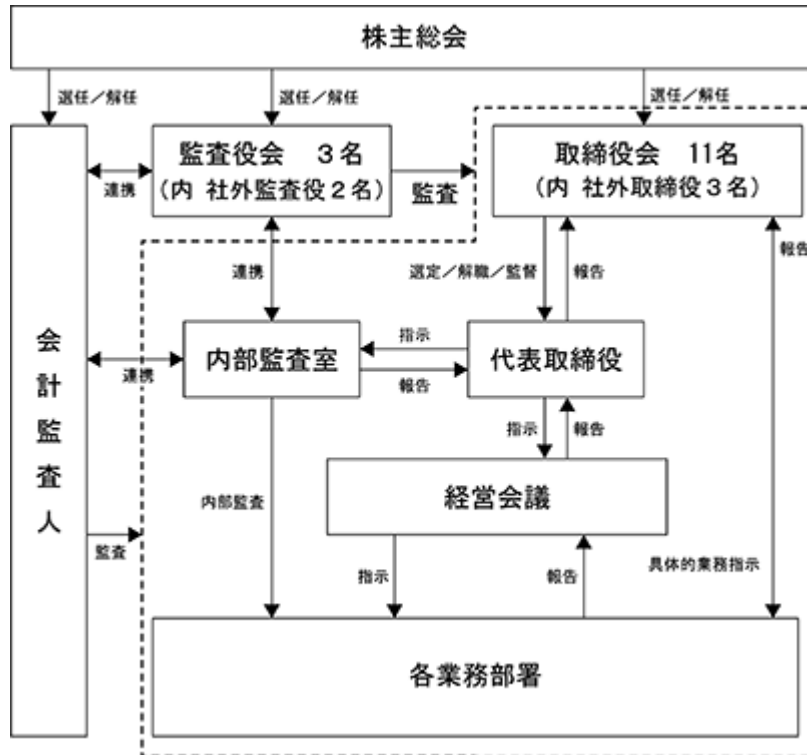 株主総会
選任／解任
選任／解任
選任／解任
監査役会　３名
（内 社外監査役２名）
取締役会　11名
（内 社外取締役３名）
連携
監査
連携
選定／解職／監督
報告
報告
会計監査人
連携
内部監査室
指示
報告
代表取締役
指示
報告
経営会議
内部監査
監査
指示
報告
具体的業務指示
各業務部署